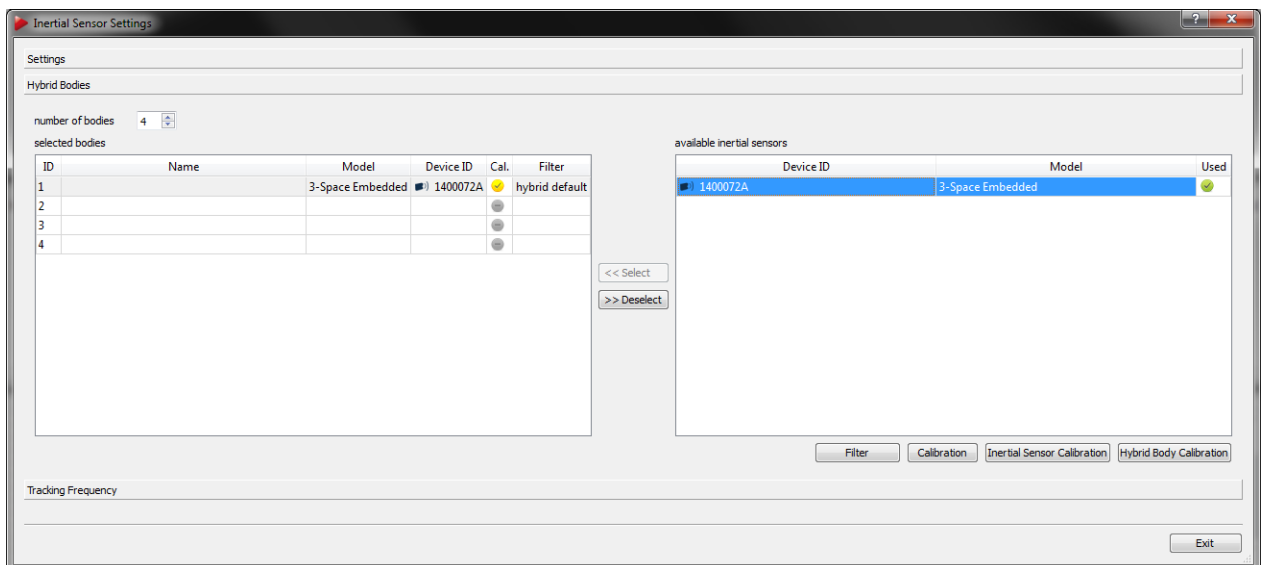 Inertial Sensor Settings
?
X
Settings
Hybrid Bodies
number of bodies 4
selected bodies
available inertial sensors
ID Name Model Device ID Cal. Filter
Device ID Model Used
1 3-Space Embedded 1400072A hybrid default
1400072A 3-Space Embedded
2
3
4
<< Select
>> Deselect
Filter Calibration Inertial Sensor Calibration Hybrid Body Calibration
Tracking Frequency
Exit